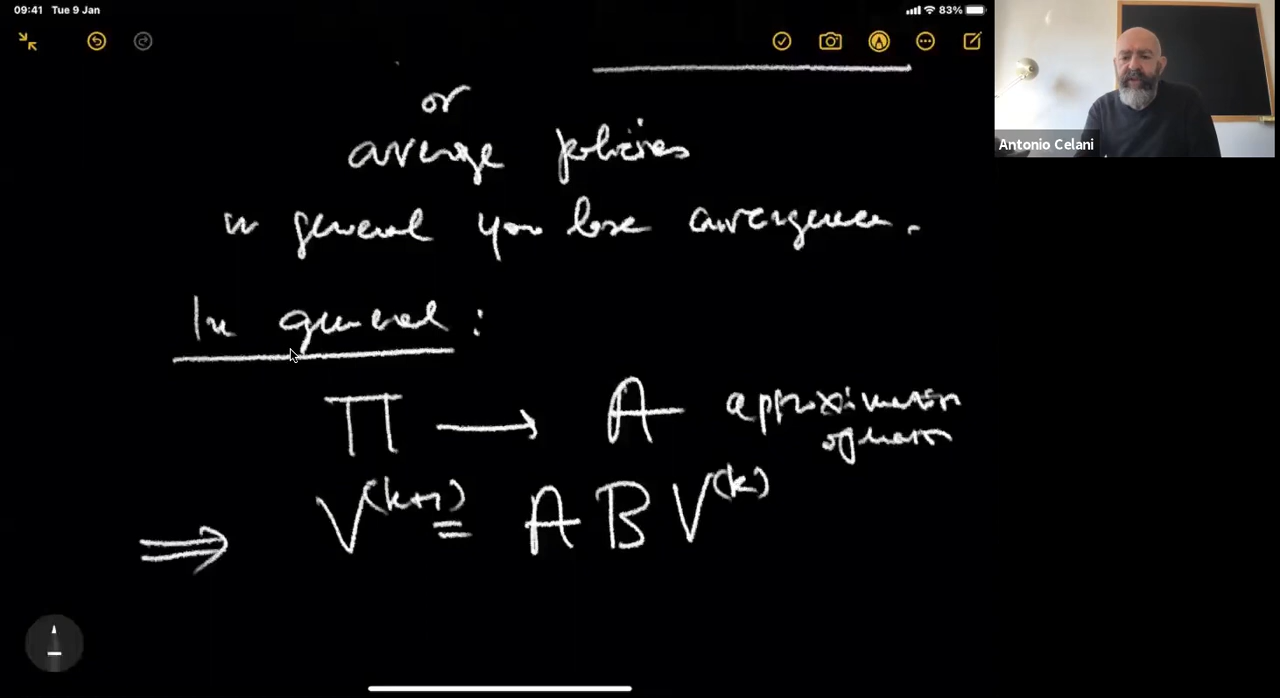 09:41 Tue 9 Jan
83%
Antonio Celani
or
average policies
in general you lose convergence.
In general:
Π → A approximation
operator
⇒ V^(k+1) = A B V^(k)